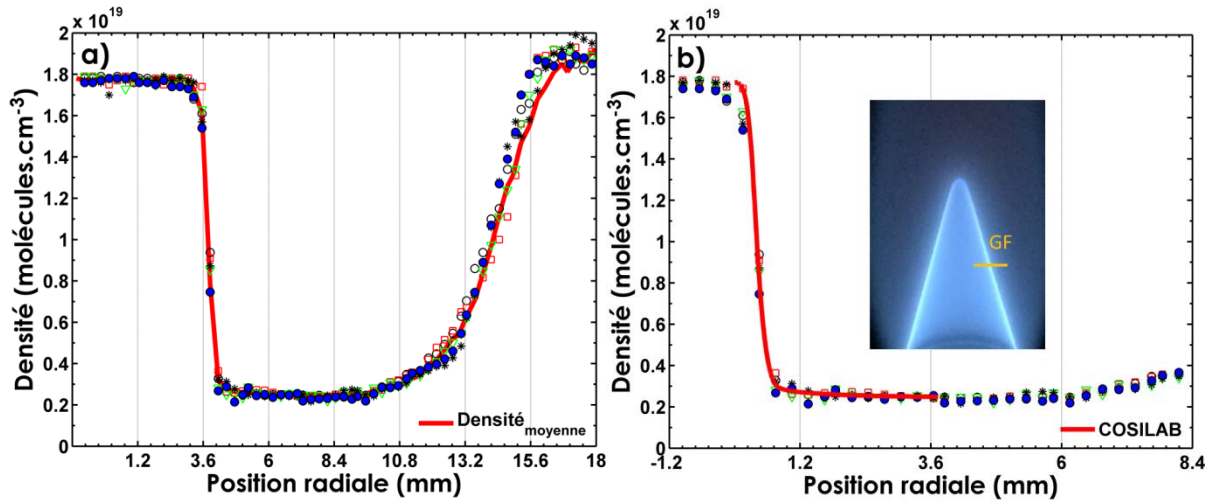 x 10¹⁹
a)
Densité (molécules.cm⁻³)
2
1.8
1.6
1.4
1.2
1
0.8
0.6
0.4
0.2
0
Densité moyenne
1.2 3.6 6 8.4 10.8 13.2 15.6 18
Position radiale (mm)
x 10¹⁹
b)
Densité (molécules.cm⁻³)
2
1.8
1.6
1.4
1.2
1
0.8
0.6
0.4
0.2
0
GF
COSILAB
-1.2 1.2 3.6 6 8.4
Position radiale (mm)